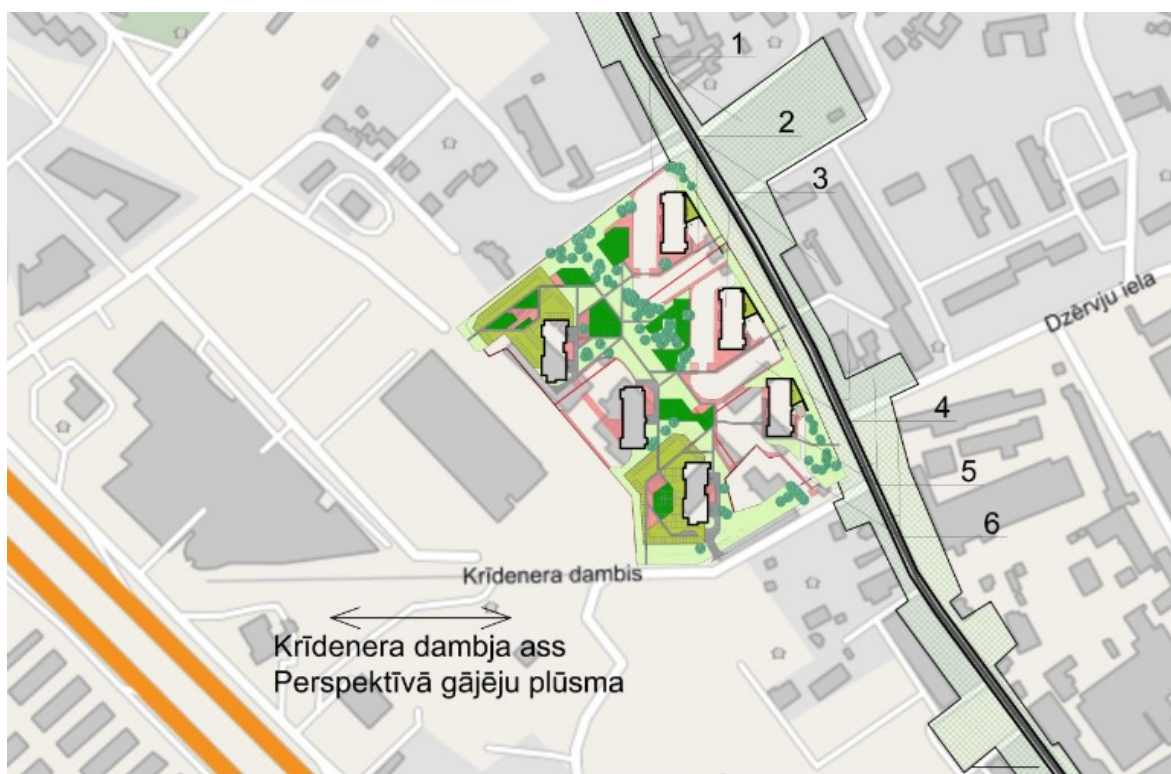 1
2
3
Dzērvju iela
4
5
6
Krīdenera dambis
Krīdenera dambja ass
Perspektīvā gājēju plūsma